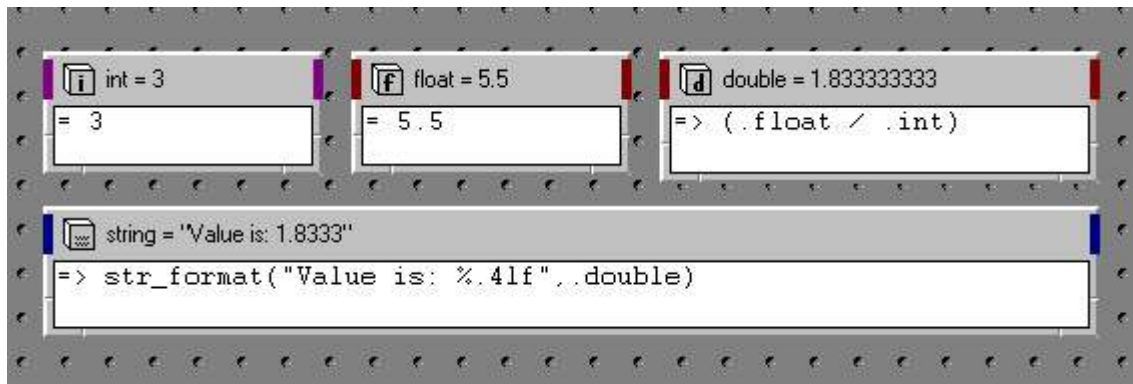 i int = 3
f float = 5.5
d double = 1.833333333
= 3
= 5.5
=> (.float / .int)
string = "Value is: 1.8333"
=> str_format("Value is: %.4lf",.double)